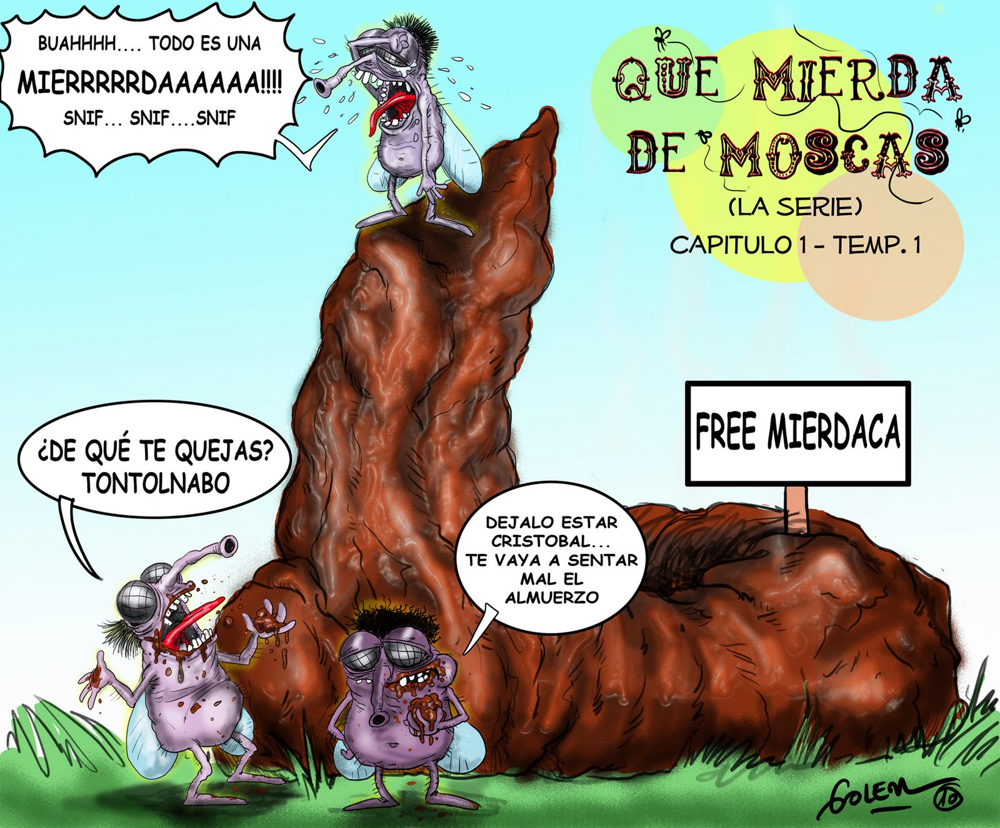 BUAHHHH.... TODO ES UNA
MIERRRRRDAAAAAA!!!!
SNIF... SNIF....SNIF
QUE MIERDA
DE MOSCAS
(LA SERIE)
CAPITULO 1 - TEMP. 1
FREE MIERDACA
¿DE QUÉ TE QUEJAS?
TONTOLNABO
DEJALO ESTAR
CRISTOBAL...
TE VAYA A SENTAR
MAL EL
ALMUERZO
GOLEM 10